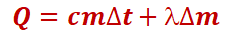 Q = cmΔt + λΔm